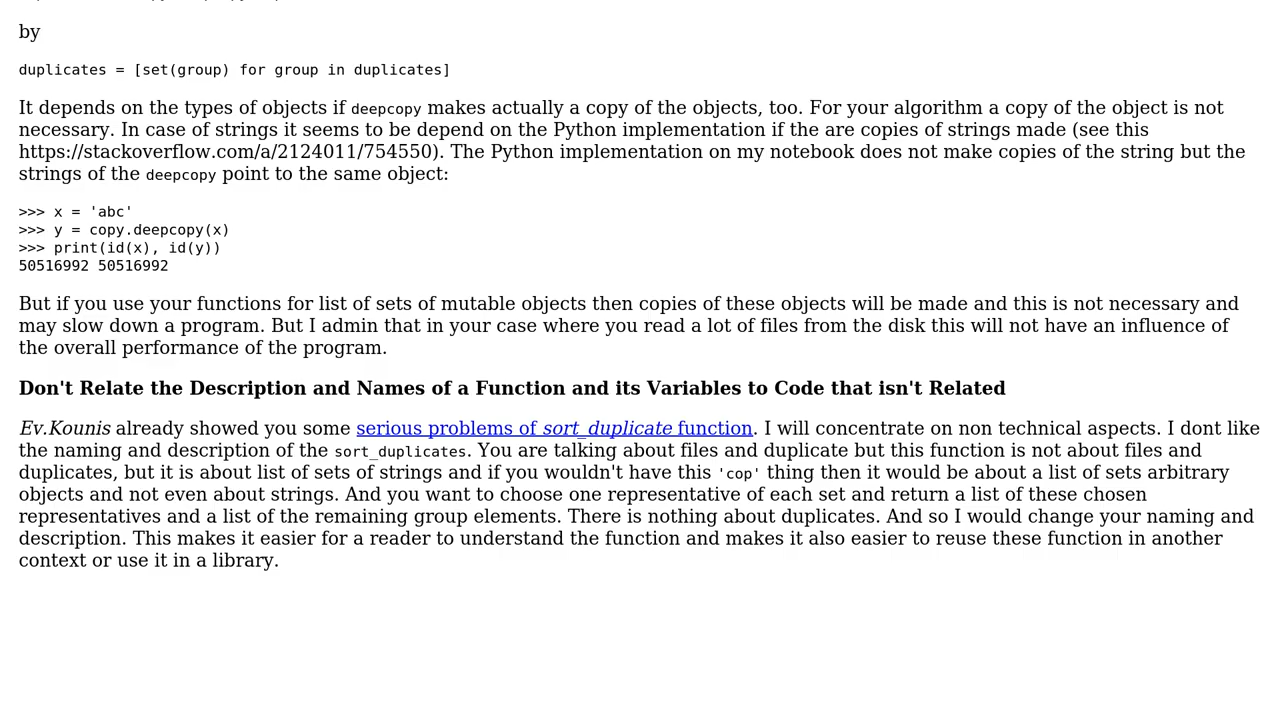 by
duplicates = [set(group) for group in duplicates]
It depends on the types of objects if deepcopy makes actually a copy of the objects, too. For your algorithm a copy of the object is not
necessary. In case of strings it seems to be depend on the Python implementation if the are copies of strings made (see this
https://stackoverflow.com/a/2124011/754550). The Python implementation on my notebook does not make copies of the string but the
strings of the deepcopy point to the same object:
>>> x = 'abc'
>>> y = copy.deepcopy(x)
>>> print(id(x), id(y))
50516992 50516992
But if you use your functions for list of sets of mutable objects then copies of these objects will be made and this is not necessary and
may slow down a program. But I admin that in your case where you read a lot of files from the disk this will not have an influence of
the overall performance of the program.
Don't Relate the Description and Names of a Function and its Variables to Code that isn't Related
Ev.Kounis already showed you some serious problems of sort_duplicate function. I will concentrate on non technical aspects. I dont like
the naming and description of the sort_duplicates. You are talking about files and duplicate but this function is not about files and
duplicates, but it is about list of sets of strings and if you wouldn't have this 'cop' thing then it would be about a list of sets arbitrary
objects and not even about strings. And you want to choose one representative of each set and return a list of these chosen
representatives and a list of the remaining group elements. There is nothing about duplicates. And so I would change your naming and
description. This makes it easier for a reader to understand the function and makes it also easier to reuse these function in another
context or use it in a library.